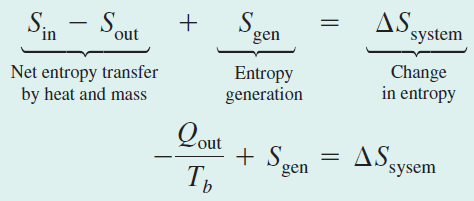 S_in − S_out + S_gen = ΔS_system
Net entropy transfer Entropy Change
by heat and mass generation in entropy
− Q_out / T_b + S_gen = ΔS_sysem